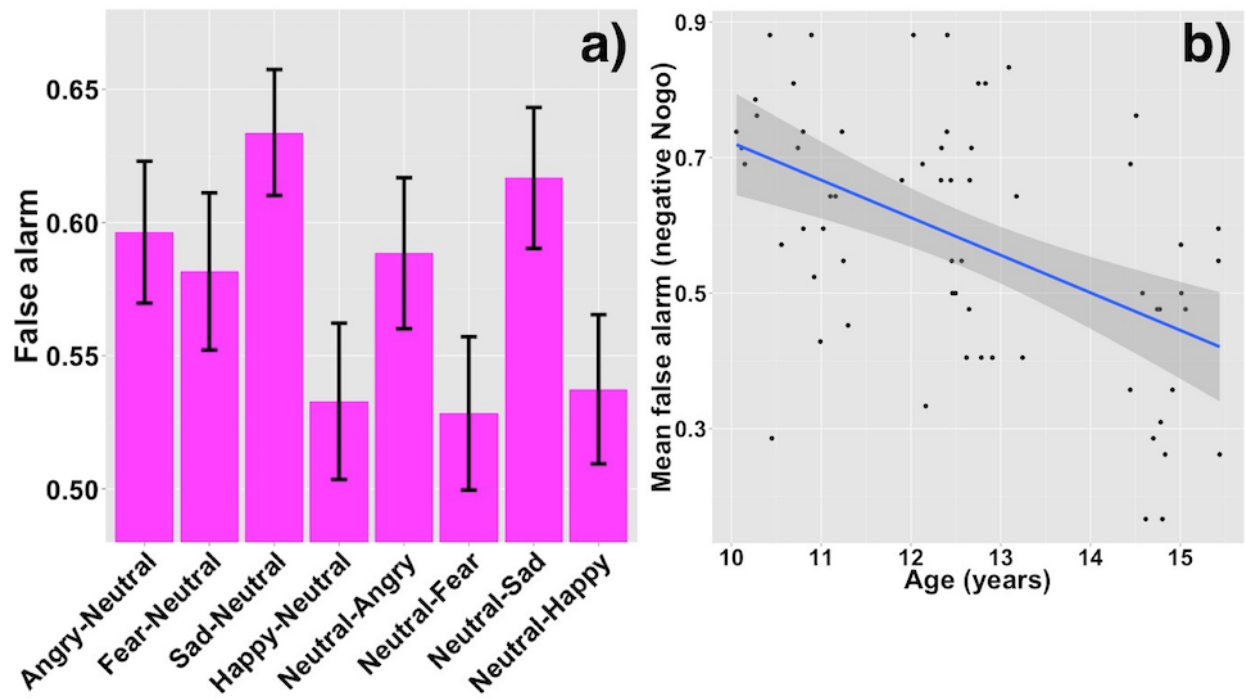 a)
False alarm
0.65
0.60
0.55
0.50
Angry-Neutral
Fear-Neutral
Sad-Neutral
Happy-Neutral
Neutral-Angry
Neutral-Fear
Neutral-Sad
Neutral-Happy
b)
Mean false alarm (negative Nogo)
0.9
0.7
0.5
0.3
10 11 12 13 14 15
Age (years)